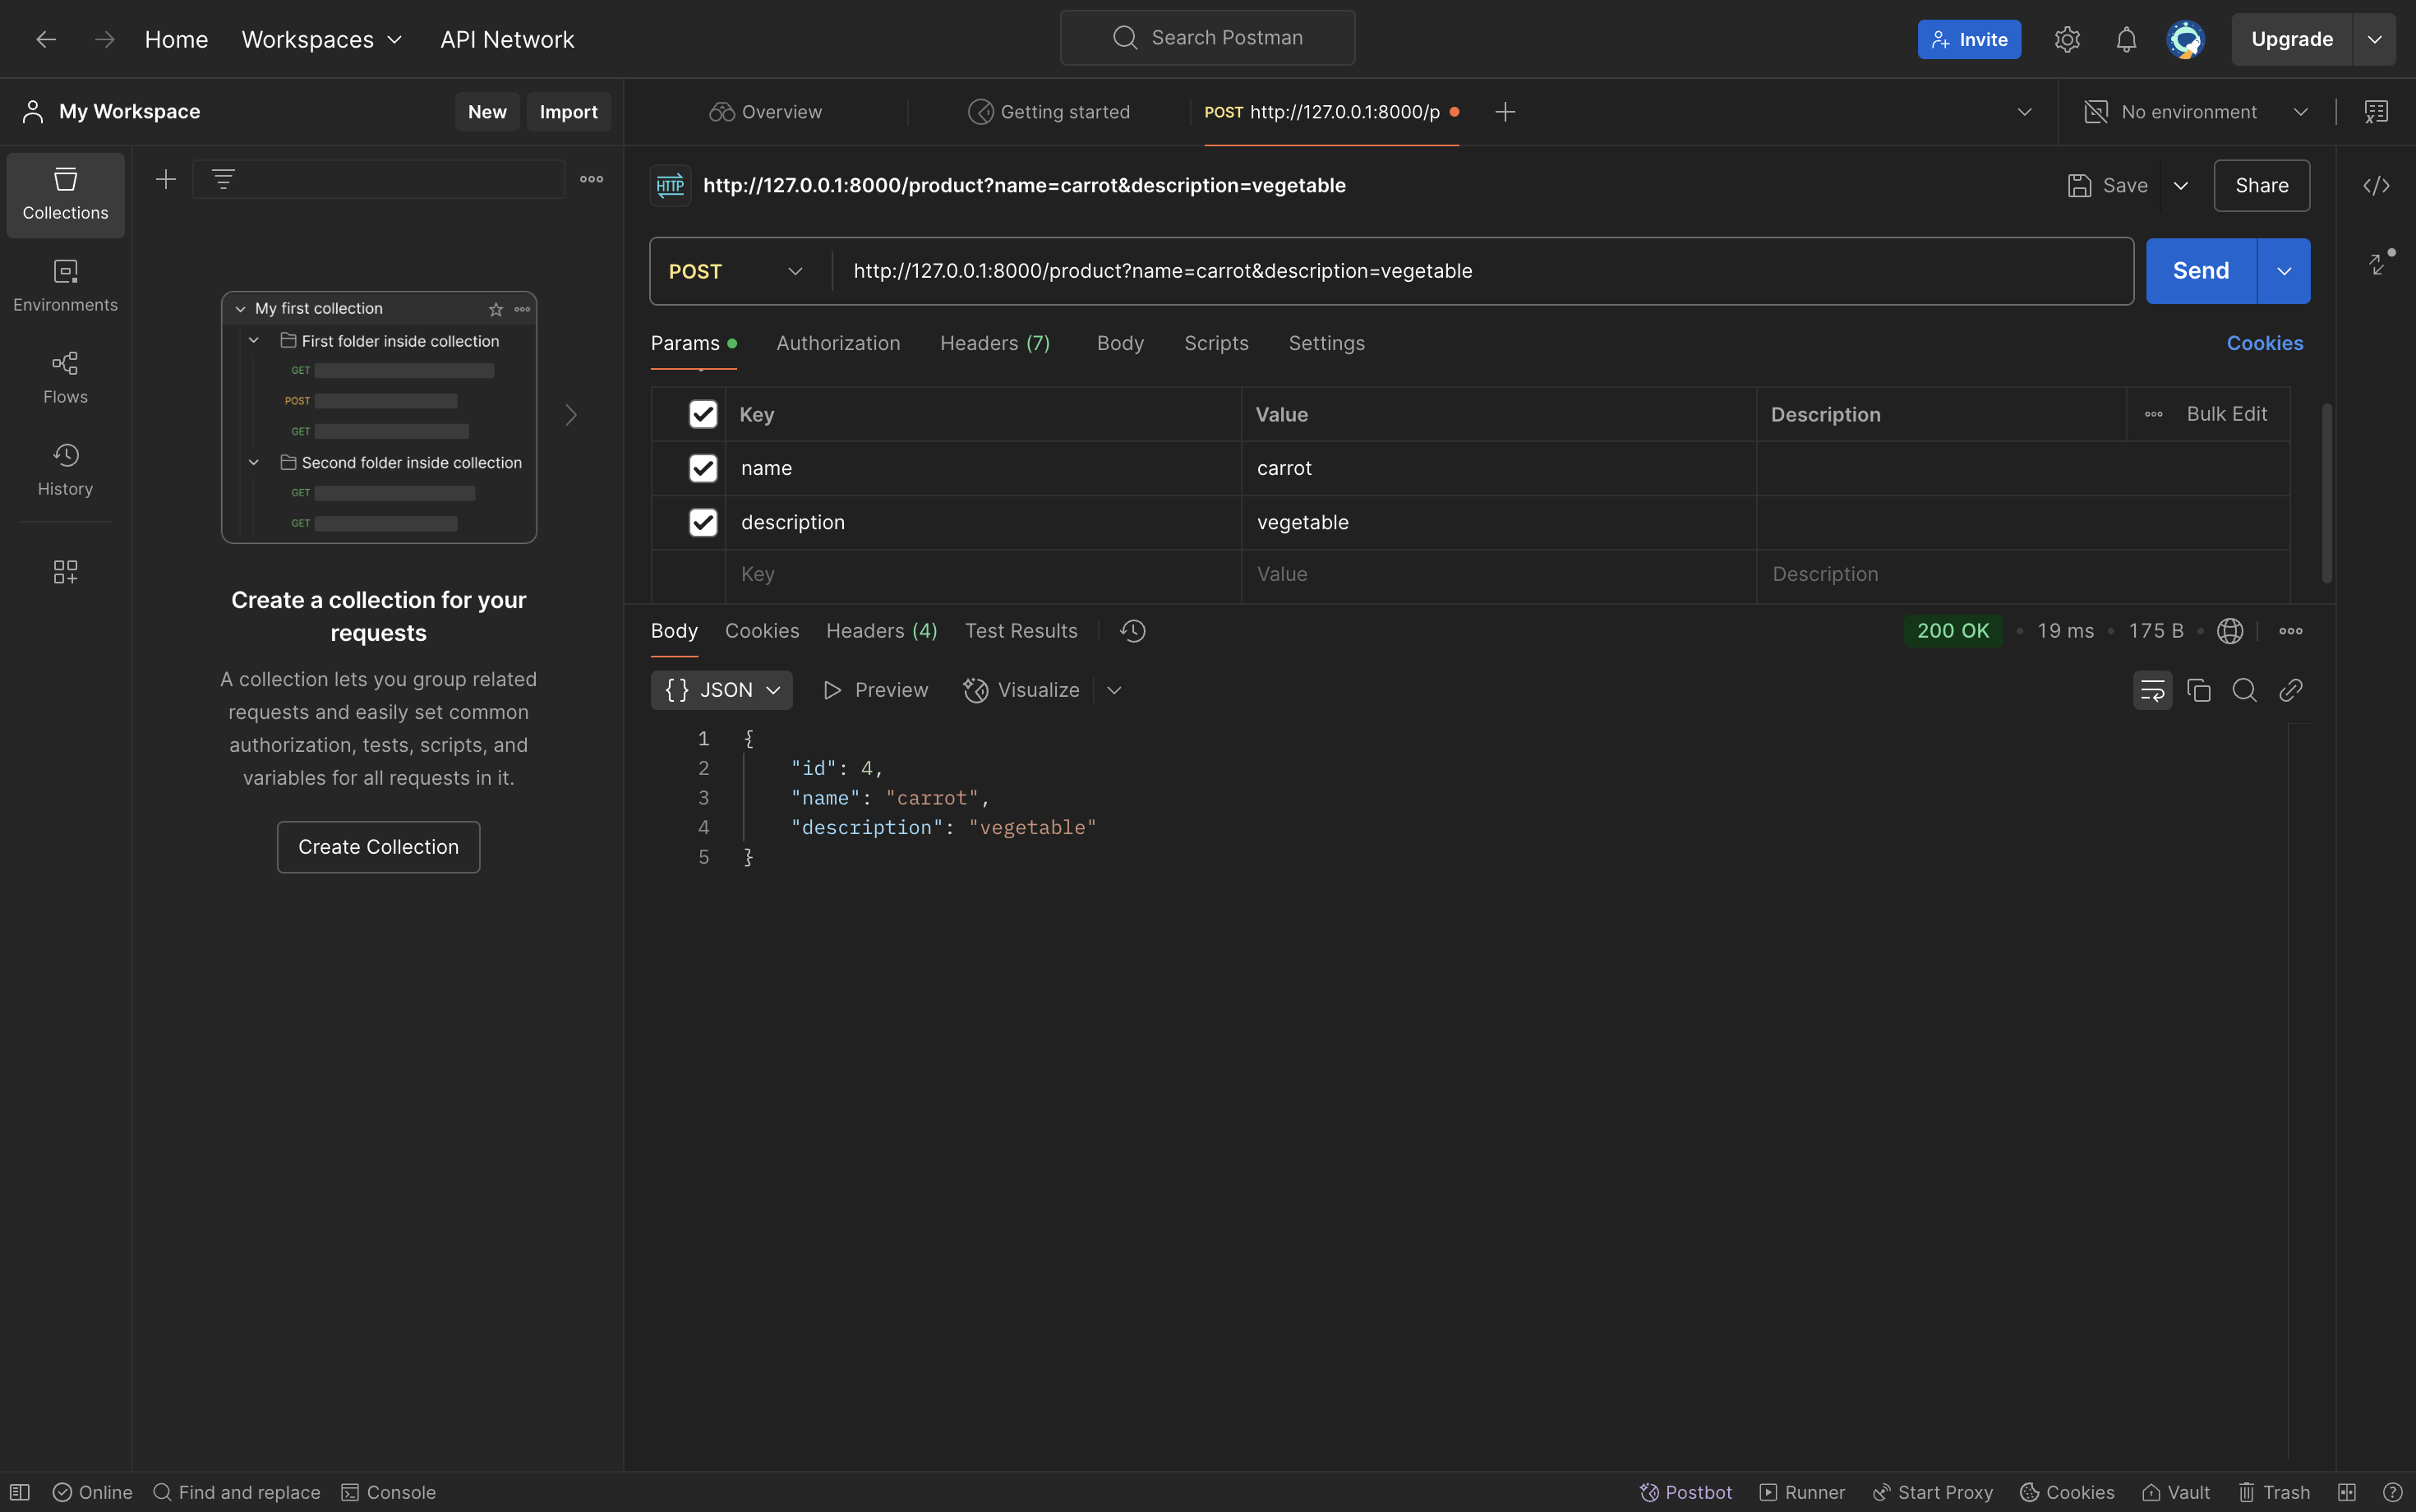 Home Workspaces API Network Search Postman Invite Upgrade
My Workspace New Import Overview Getting started POST http://127.0.0.1:8000/p No environment
Collections
Environments
Flows
History
My first collection
First folder inside collection
GET
POST
GET
Second folder inside collection
GET
GET
Create a collection for your
requests
A collection lets you group related
requests and easily set common
authorization, tests, scripts, and
variables for all requests in it.
Create Collection
HTTP http://127.0.0.1:8000/product?name=carrot&description=vegetable Save Share
POST http://127.0.0.1:8000/product?name=carrot&description=vegetable Send
Params Authorization Headers (7) Body Scripts Settings Cookies
Key Value Description Bulk Edit
name carrot
description vegetable
Key Value Description
Body Cookies Headers (4) Test Results 200 OK 19 ms 175 B
{ } JSON Preview Visualize
1 {
2 "id": 4,
3 "name": "carrot",
4 "description": "vegetable"
5 }
Online Find and replace Console Postbot Runner Start Proxy Cookies Vault Trash